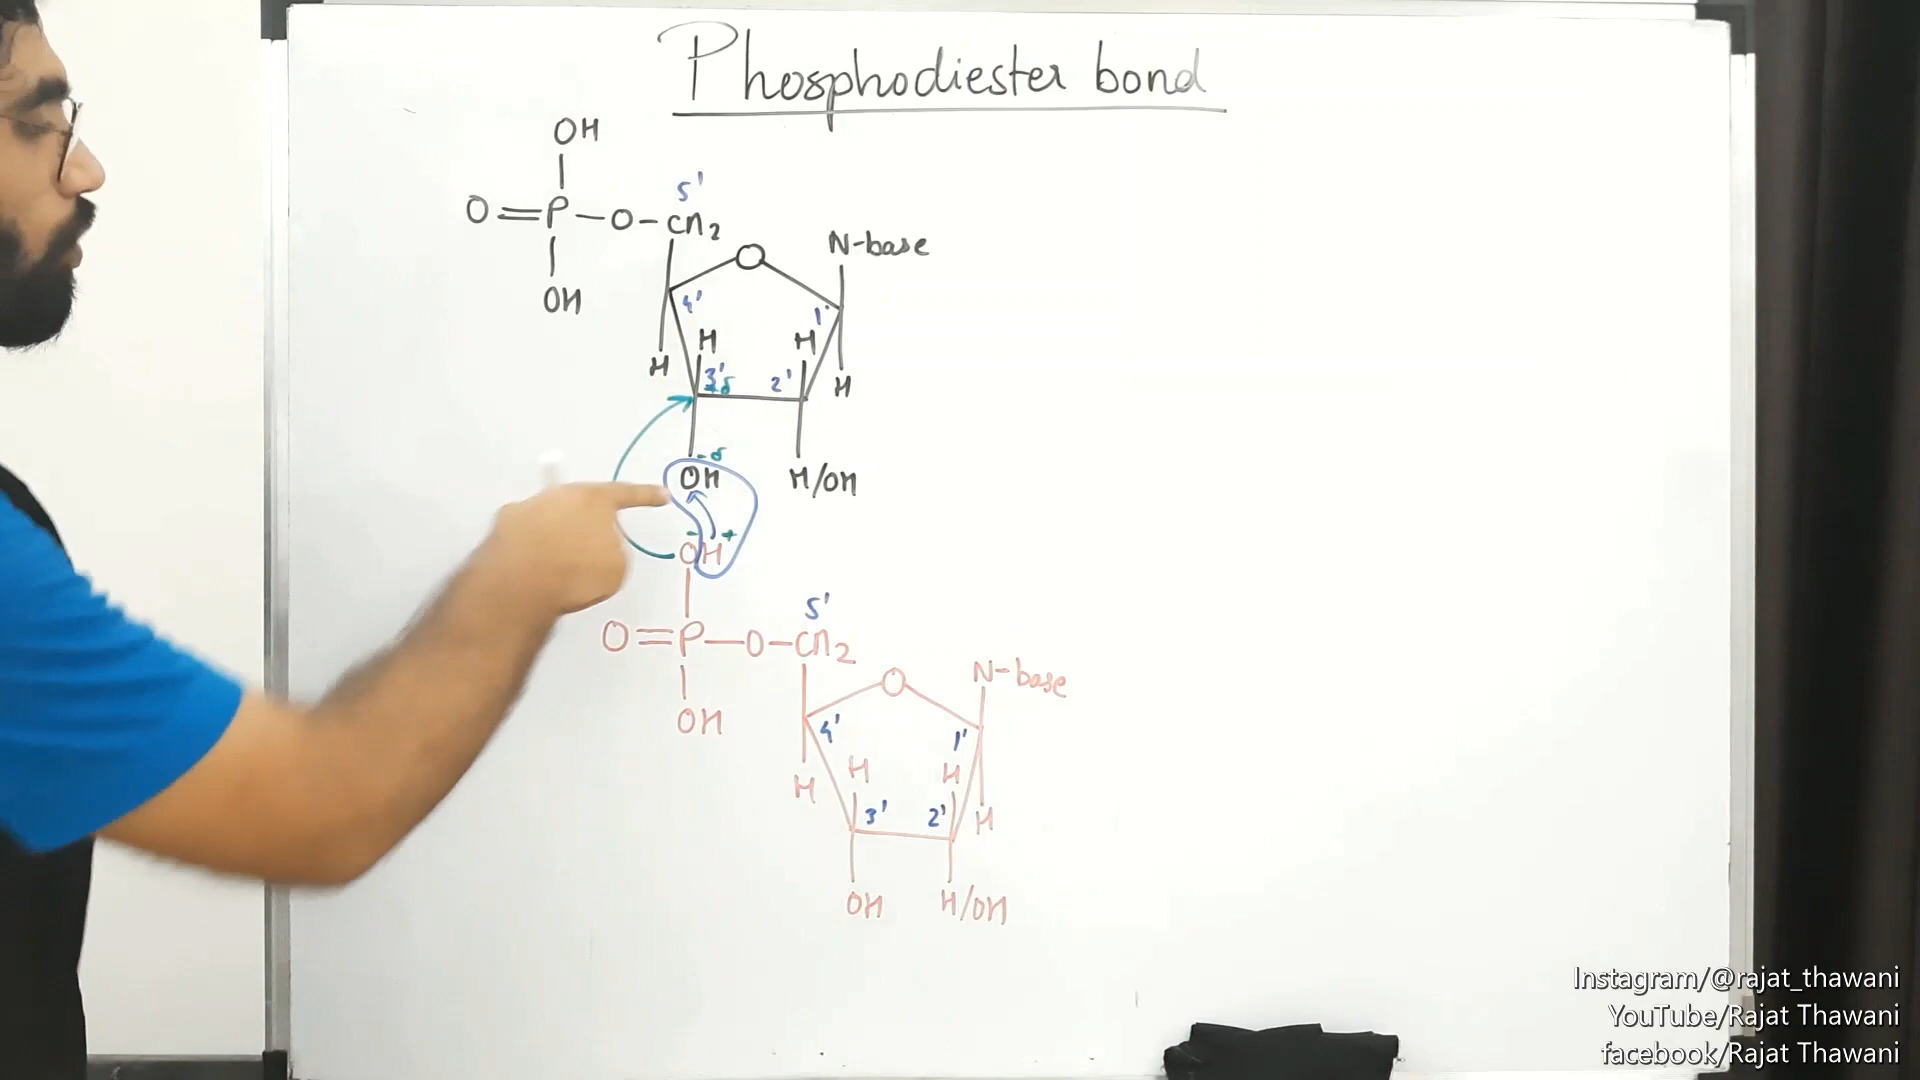 Phosphodiester bond
OH
5'
O=P-O-CH2
N-base
OH
4'
1'
H
H
H
3'
+δ
2'
H
-δ
OH
H/OH
- +
OH
5'
O=P-O-CH2
N-base
OH
4'
1'
H
H
H
3'
2'
H
OH
H/OH
O
O
Instagram/@rajat_thawani
YouTube/Rajat Thawani
facebook/Rajat Thawani